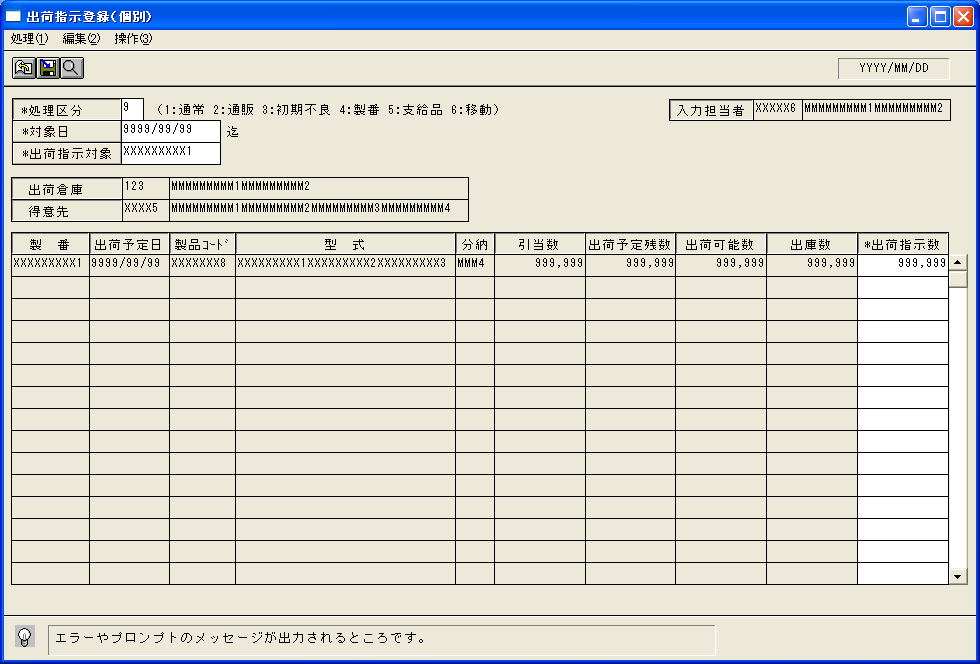 出荷指示登録(個別)
処理(1) 編集(2) 操作(3)
YYYY/MM/DD
*処理区分 9 (1:通常 2:通販 3:初期不良 4:製番 5:支給品 6:移動) 入力担当者 XXXXX6 MMMMMMMMM1MMMMMMMMM2
*対象日 9999/99/99 迄
*出荷指示対象 XXXXXXXXX1
出荷倉庫 123 MMMMMMMMM1MMMMMMMMM2
得意先 XXXX5 MMMMMMMMM1MMMMMMMMM2MMMMMMMMM3MMMMMMMMM4
製 番 出荷予定日 製品コード 型 式 分納 引当数 出荷予定残数 出荷可能数 出庫数 *出荷指示数
XXXXXXXXX1 9999/99/99 XXXXXXX8 XXXXXXXXX1XXXXXXXXX2XXXXXXXXX3 MMM4 999,999 999,999 999,999 999,999 999,999
エラーやプロンプトのメッセージが出力されるところです。